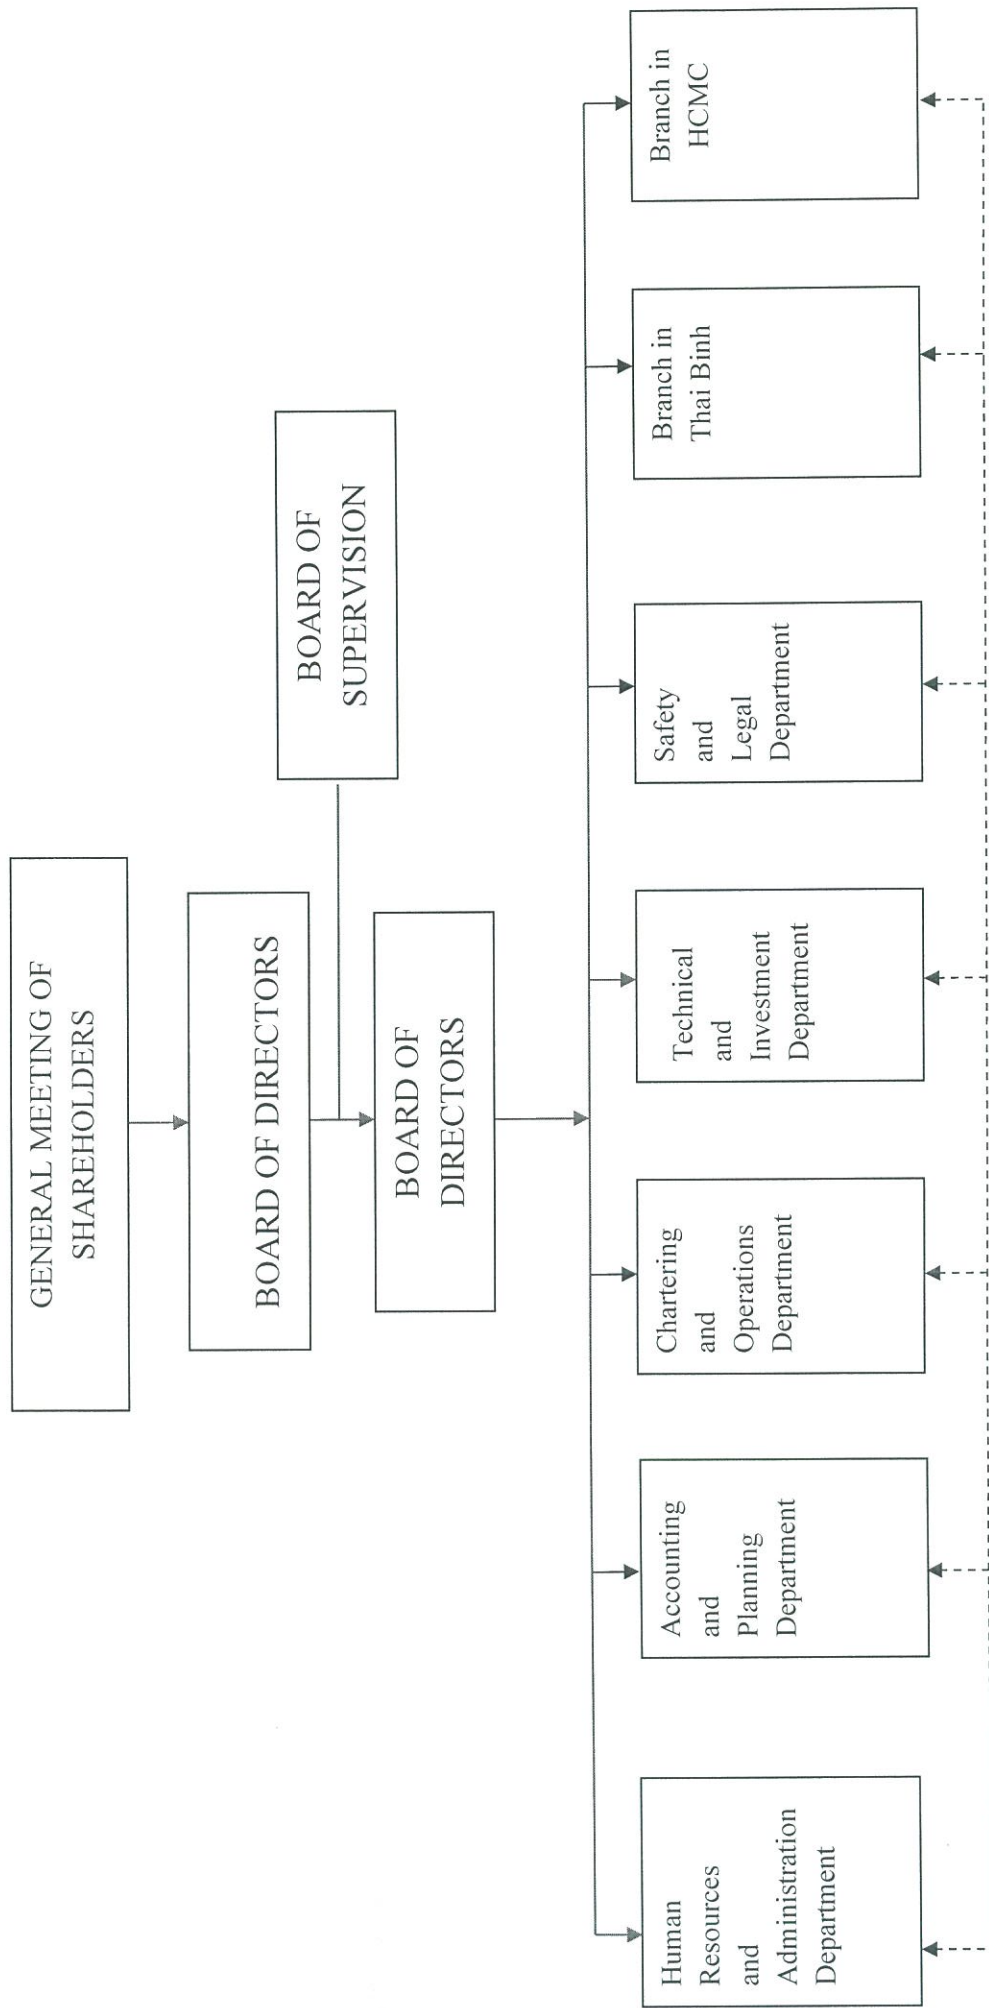 GENERAL MEETING OF
SHAREHOLDERS
BOARD OF DIRECTORS
BOARD OF
SUPERVISION
BOARD OF
DIRECTORS
Human
Resources
and
Administration
Department
Accounting
and
Planning
Department
Chartering
and
Operations
Department
Technical
and
Investment
Department
Safety
and
Legal
Department
Branch in
Thai Binh
Branch in
HCMC